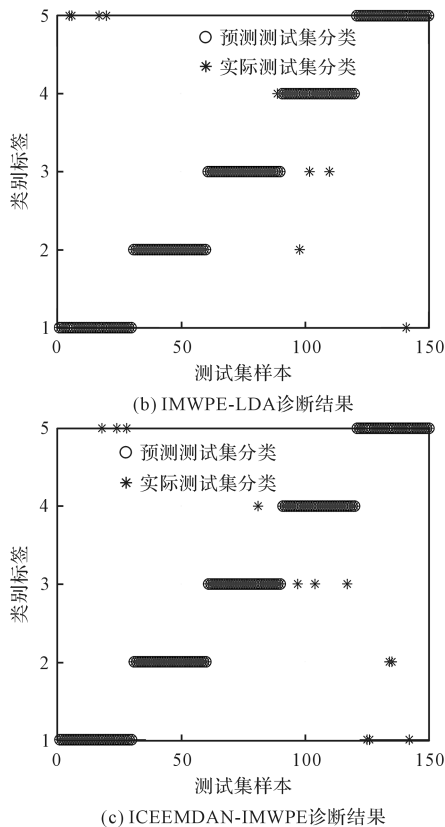 5
4
3
2
1
类别标签
○ 预测测试集分类
* 实际测试集分类
0 50 100 150
测试集样本
(b) IMWPE-LDA诊断结果
5
4
3
2
1
类别标签
○ 预测测试集分类
* 实际测试集分类
0 50 100 150
测试集样本
(c) ICEEMDAN-IMWPE诊断结果